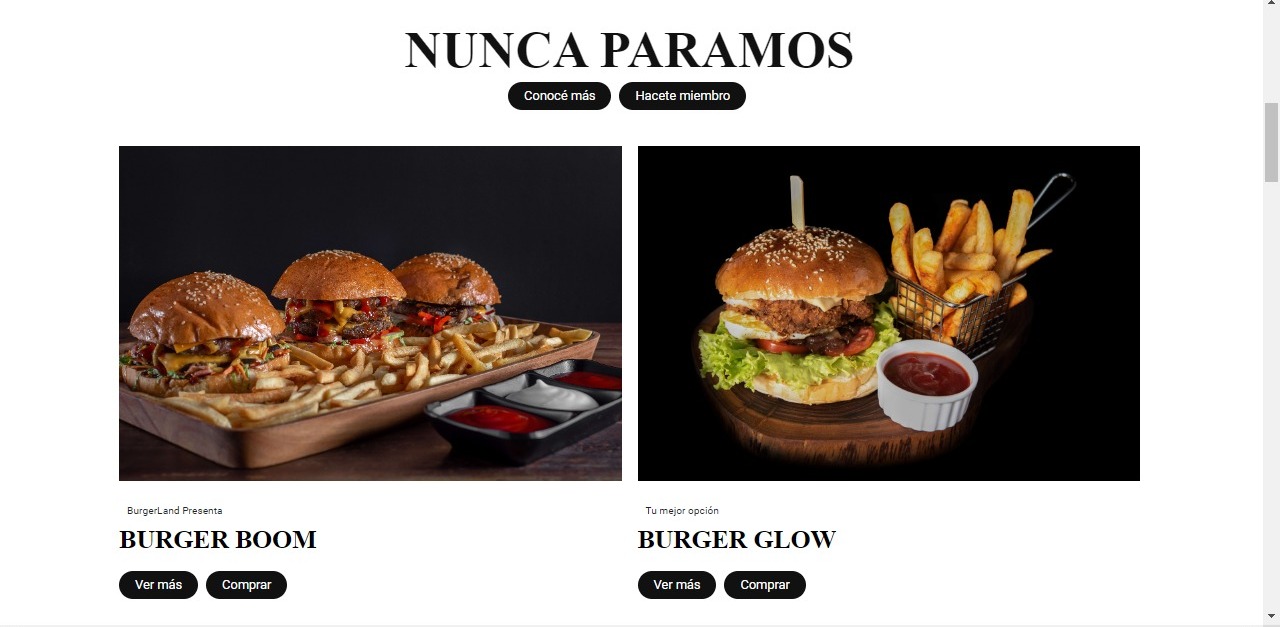 NUNCA PARAMOS
Conocé más
Hacete miembro
BurgerLand Presenta
BURGER BOOM
Ver más
Comprar
Tu mejor opción
BURGER GLOW
Ver más
Comprar